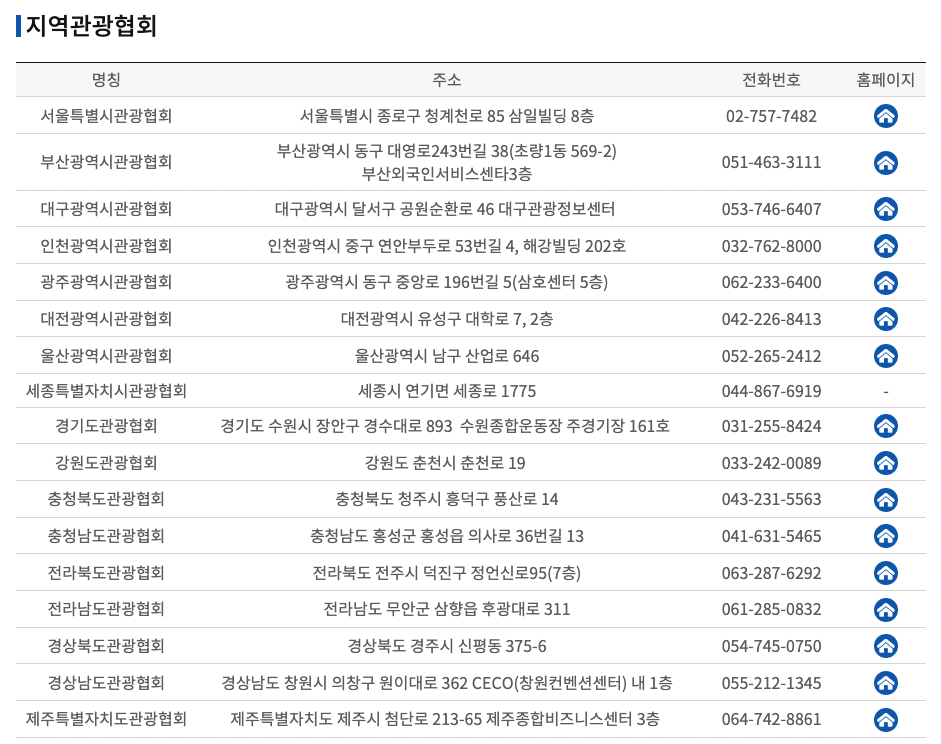 지역관광협회
명칭 주소 전화번호 홈페이지
서울특별시관광협회 서울특별시 종로구 청계천로 85 삼일빌딩 8층 02-757-7482
부산광역시관광협회 부산광역시 동구 대영로243번길 38(초량1동 569-2) 051-463-3111
부산외국인서비스센타3층
대구광역시관광협회 대구광역시 달서구 공원순환로 46 대구관광정보센터 053-746-6407
인천광역시관광협회 인천광역시 중구 연안부두로 53번길 4, 해강빌딩 202호 032-762-8000
광주광역시관광협회 광주광역시 동구 중앙로 196번길 5(삼호센터 5층) 062-233-6400
대전광역시관광협회 대전광역시 유성구 대학로 7, 2층 042-226-8413
울산광역시관광협회 울산광역시 남구 산업로 646 052-265-2412
세종특별자치시관광협회 세종시 연기면 세종로 1775 044-867-6919 -
경기도관광협회 경기도 수원시 장안구 경수대로 893 수원종합운동장 주경기장 161호 031-255-8424
강원도관광협회 강원도 춘천시 춘천로 19 033-242-0089
충청북도관광협회 충청북도 청주시 흥덕구 풍산로 14 043-231-5563
충청남도관광협회 충청남도 홍성군 홍성읍 의사로 36번길 13 041-631-5465
전라북도관광협회 전라북도 전주시 덕진구 정언신로95(7층) 063-287-6292
전라남도관광협회 전라남도 무안군 삼향읍 후광대로 311 061-285-0832
경상북도관광협회 경상북도 경주시 신평동 375-6 054-745-0750
경상남도관광협회 경상남도 창원시 의창구 원이대로 362 CECO(창원컨벤션센터) 내 1층 055-212-1345
제주특별자치도관광협회 제주특별자치도 제주시 첨단로 213-65 제주종합비즈니스센터 3층 064-742-8861